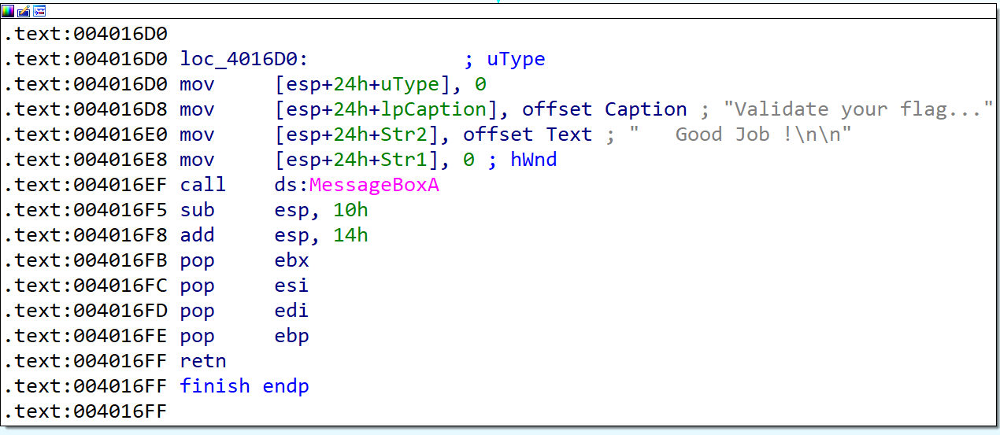 .text:004016D0
.text:004016D0 loc_4016D0: ; uType
.text:004016D0 mov [esp+24h+uType], 0
.text:004016D8 mov [esp+24h+lpCaption], offset Caption ; "Validate your flag..."
.text:004016E0 mov [esp+24h+Str2], offset Text ; "   Good Job !\n\n"
.text:004016E8 mov [esp+24h+Str1], 0 ; hWnd
.text:004016EF call ds:MessageBoxA
.text:004016F5 sub esp, 10h
.text:004016F8 add esp, 14h
.text:004016FB pop ebx
.text:004016FC pop esi
.text:004016FD pop edi
.text:004016FE pop ebp
.text:004016FF retn
.text:004016FF finish endp
.text:004016FF